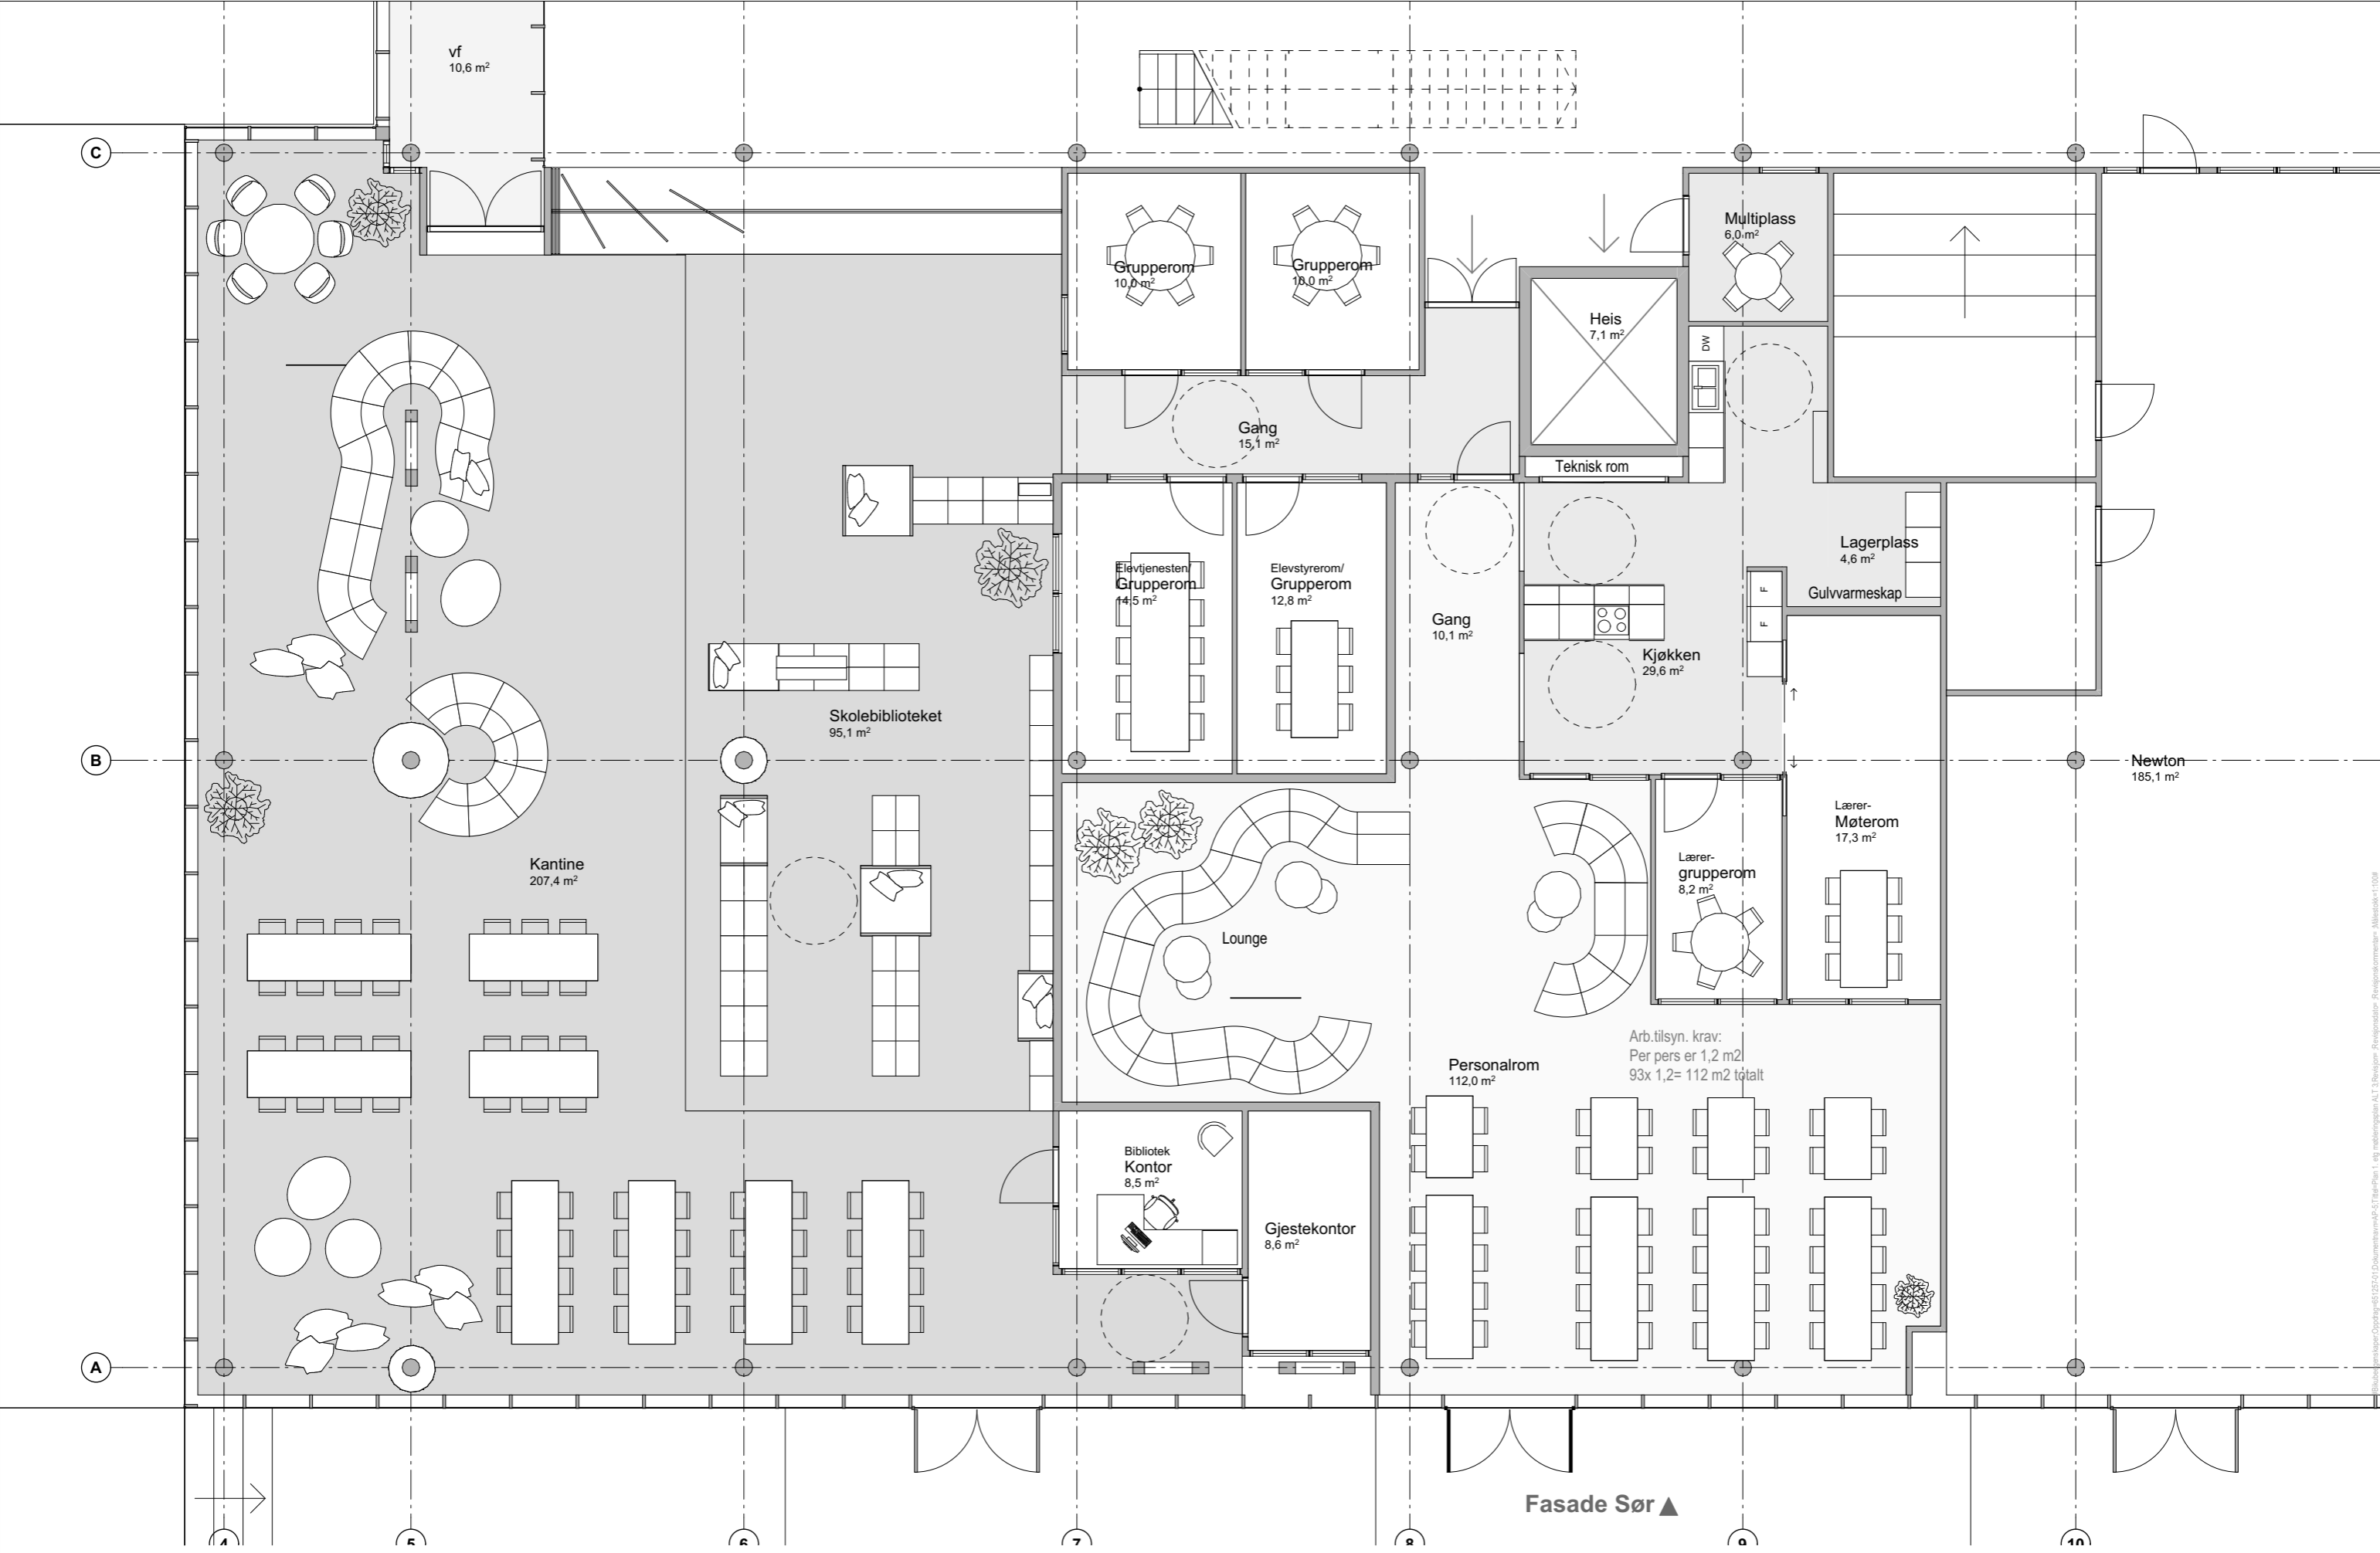 vf
10,6 m²
C
Grupperom
10,0 m²
Grupperom
10,0 m²
Multiplass
6,0 m²
Heis
7,1 m²
DW
Gang
15,1 m²
Teknisk rom
Elevtjenesten/
Grupperom
14,5 m²
Elevstyrerom/
Grupperom
12,8 m²
Gang
10,1 m²
Lagerplass
4,6 m²
Gulvvarmeskap
F
F
Kjøkken
29,6 m²
Skolebiblioteket
95,1 m²
B
Newton
185,1 m²
Kantine
207,4 m²
Lærer-
Møterom
17,3 m²
Lærer-
grupperom
8,2 m²
Lounge
Arb.tilsyn. krav:
Per pers er 1,2 m2
93x 1,2= 112 m2 totalt
Personalrom
112,0 m²
Bibliotek
Kontor
8,5 m²
Gjestekontor
8,6 m²
A
Fasade Sør
4
5
6
7
8
9
10